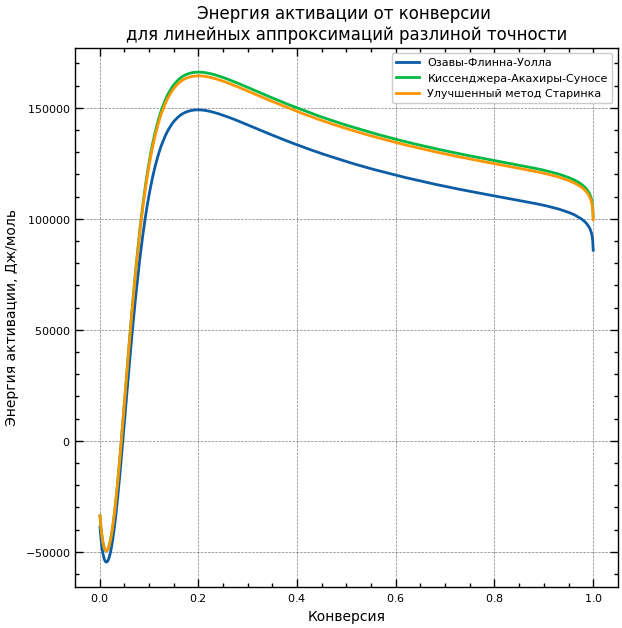 Энергия активации от конверсии
для линейных аппроксимаций разлиной точности
Озавы-Флинна-Уолла
Киссенджера-Акахиры-Суносе
Улучшенный метод Старинка
150000
100000
50000
0
−50000
Энергия активации, Дж/моль
0.0 0.2 0.4 0.6 0.8 1.0
Конверсия